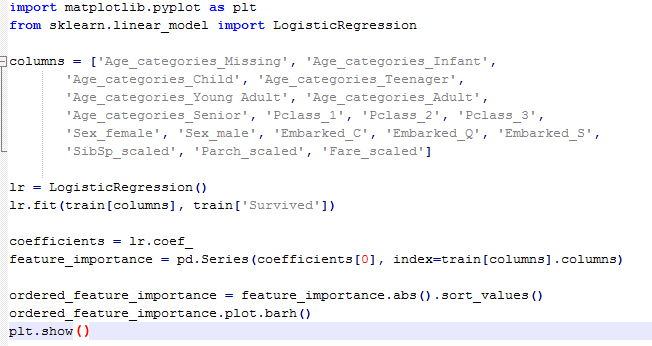 import matplotlib.pyplot as plt
from sklearn.linear_model import LogisticRegression
columns = ['Age_categories_Missing', 'Age_categories_Infant',
'Age_categories_Child', 'Age_categories_Teenager',
'Age_categories_Young Adult', 'Age_categories_Adult',
'Age_categories_Senior', 'Pclass_1', 'Pclass_2', 'Pclass_3',
'Sex_female', 'Sex_male', 'Embarked_C', 'Embarked_Q', 'Embarked_S',
'SibSp_scaled', 'Parch_scaled', 'Fare_scaled']
lr = LogisticRegression()
lr.fit(train[columns], train['Survived'])
coefficients = lr.coef_
feature_importance = pd.Series(coefficients[0], index=train[columns].columns)
ordered_feature_importance = feature_importance.abs().sort_values()
ordered_feature_importance.plot.barh()
plt.show()